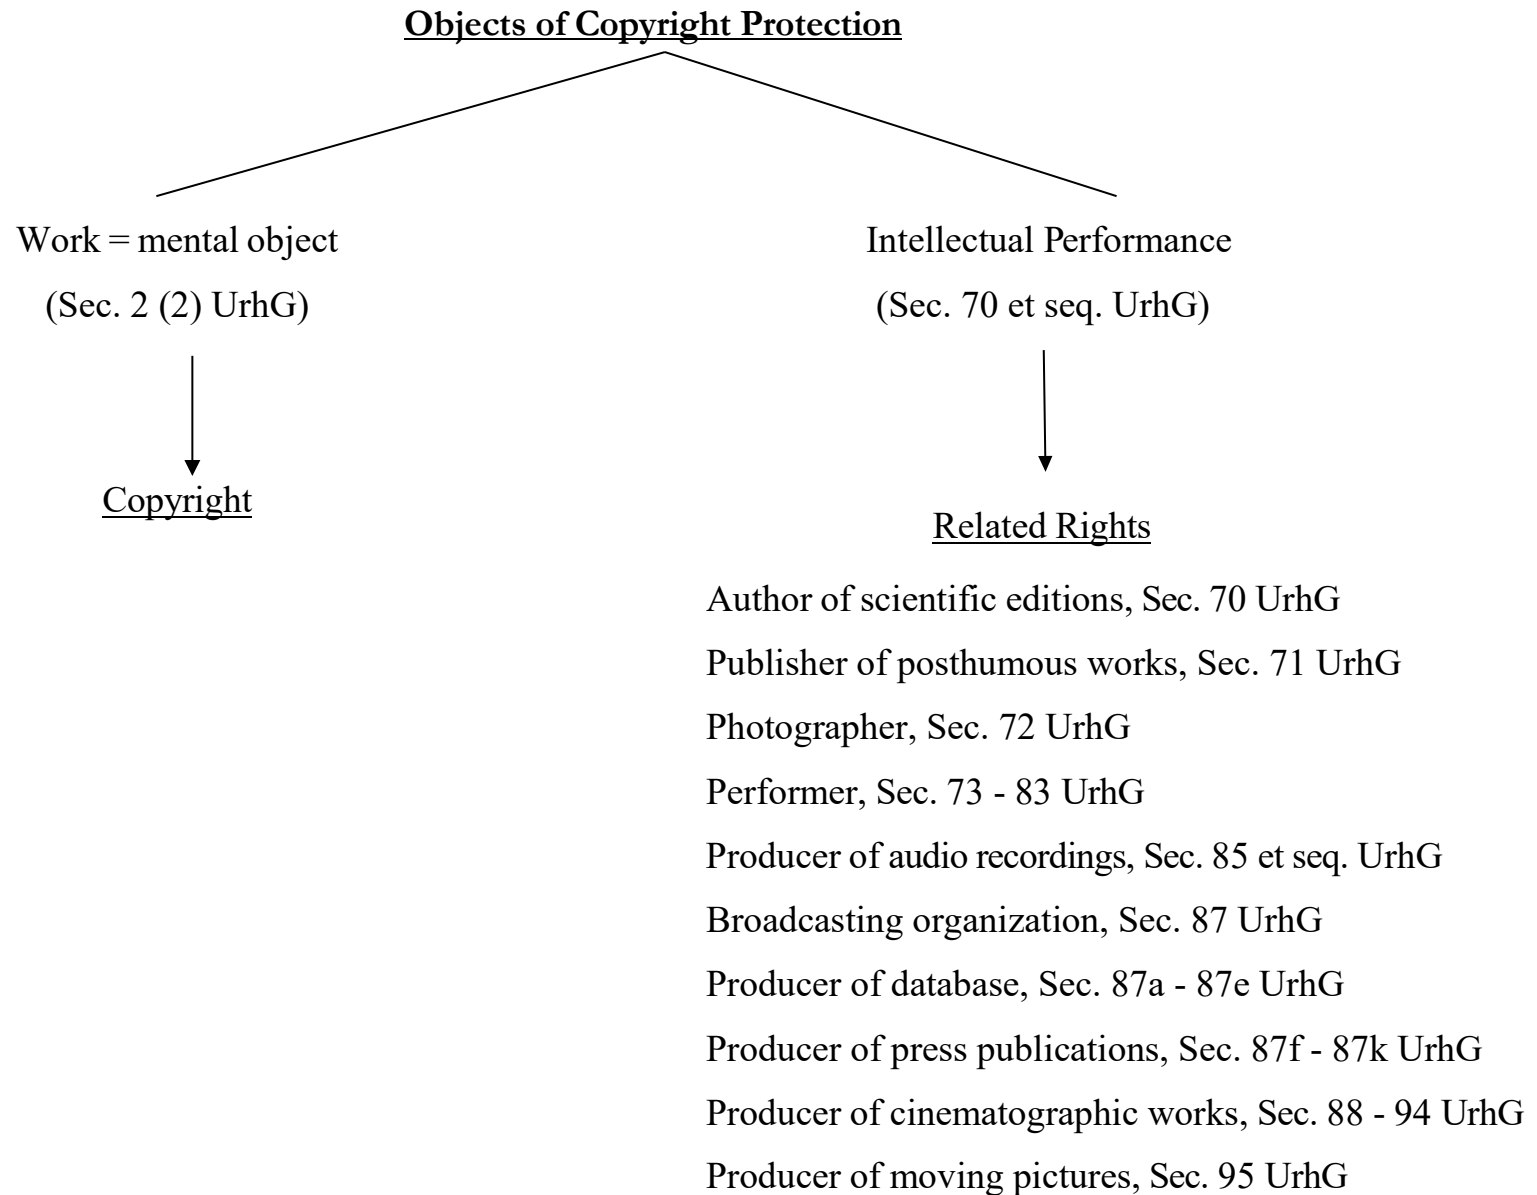 Objects of Copyright Protection
Work = mental object
(Sec. 2 (2) UrhG)
Copyright
Intellectual Performance
(Sec. 70 et seq. UrhG)
Related Rights
Author of scientific editions, Sec. 70 UrhG
Publisher of posthumous works, Sec. 71 UrhG
Photographer, Sec. 72 UrhG
Performer, Sec. 73 - 83 UrhG
Producer of audio recordings, Sec. 85 et seq. UrhG
Broadcasting organization, Sec. 87 UrhG
Producer of database, Sec. 87a - 87e UrhG
Producer of press publications, Sec. 87f - 87k UrhG
Producer of cinematographic works, Sec. 88 - 94 UrhG
Producer of moving pictures, Sec. 95 UrhG